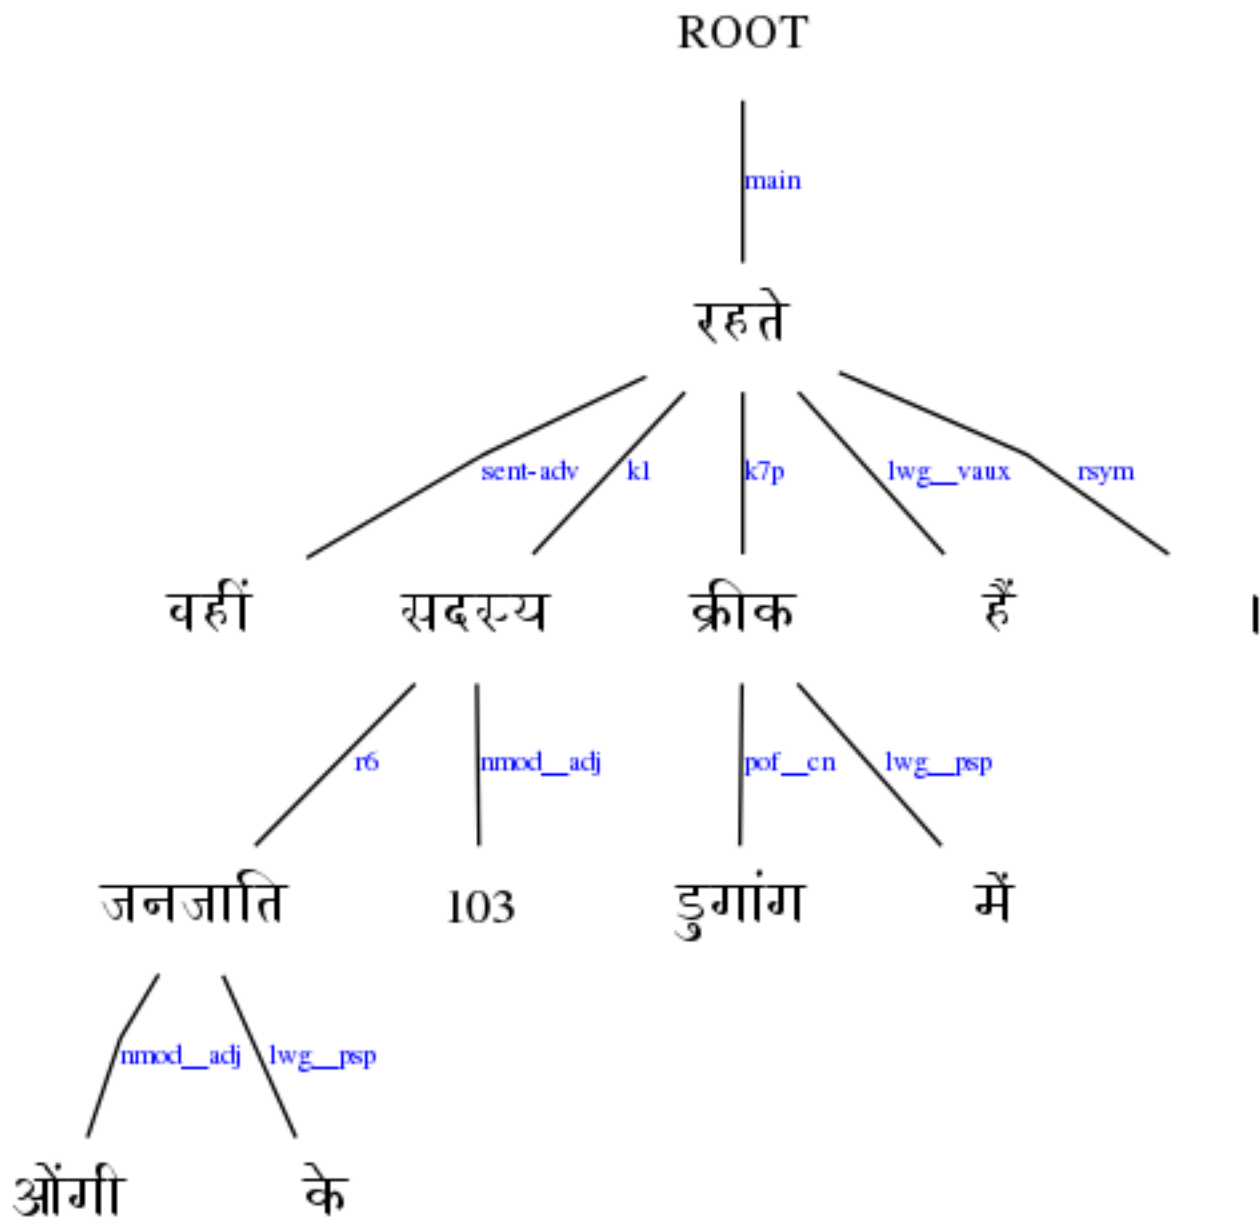 ROOT
main
रहते
sent-adv k1 k7p lwg__vaux rsym
वहीं सदस्य क्रीक हैं ।
r6 nmod__adj pof__cn lwg__psp
जनजाति 103 डुगांग में
nmod__adj lwg__psp
ओंगी के